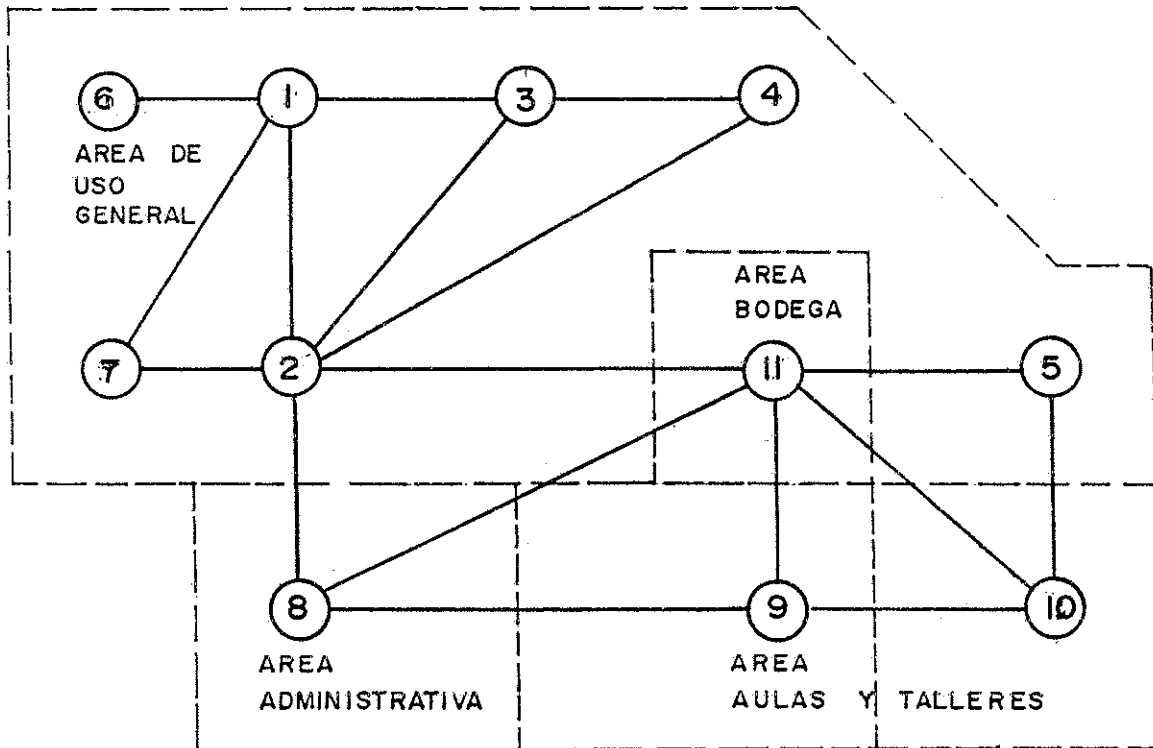 6 1 3 4
AREA DE
USO
GENERAL
AREA
BODEGA
7 2 11 5
8 9 10
AREA
ADMINISTRATIVA
AREA
AULAS Y TALLERES